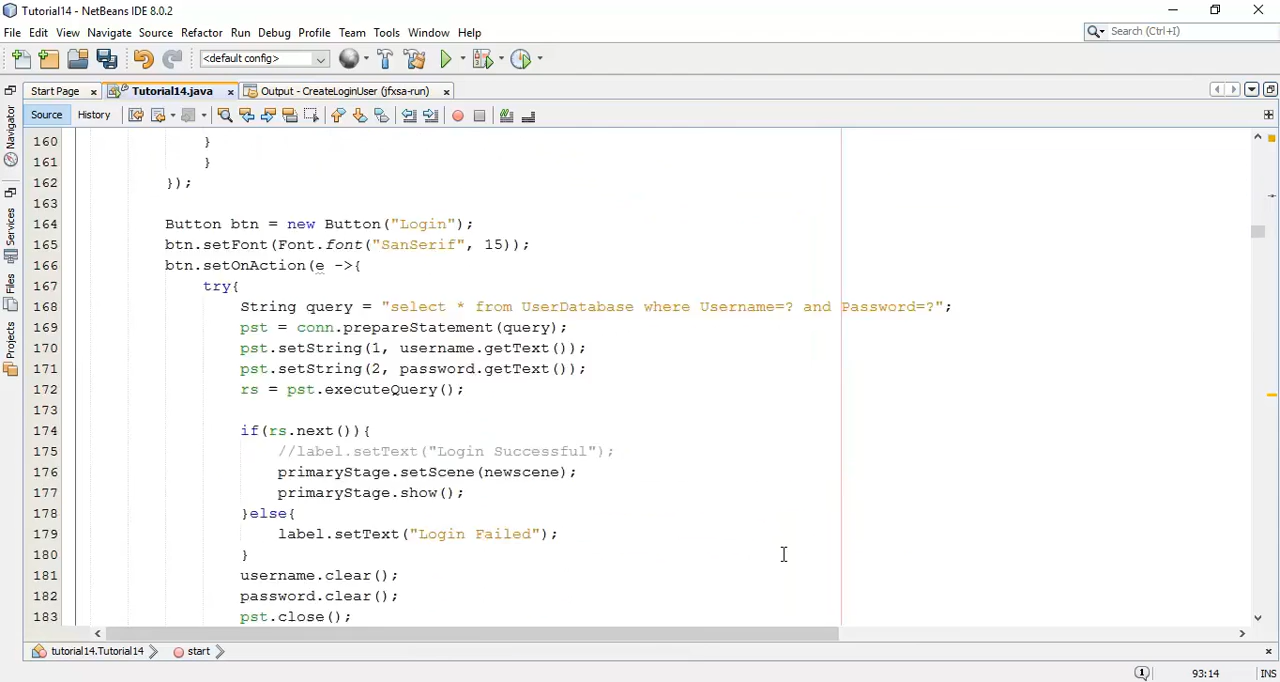 Tutorial14 - NetBeans IDE 8.0.2
File Edit View Navigate Source Refactor Run Debug Profile Team Tools Window Help
Search (Ctrl+I)
<default config>
Start Page Tutorial14.java Output - CreateLoginUser (jfxsa-run)
Source History
Navigator
Services
Files
Projects
160 }
161 }
162 });
163
164 Button btn = new Button("Login");
165 btn.setFont(Font.font("SanSerif", 15));
166 btn.setOnAction(e ->{
167 try{
168 String query = "select * from UserDatabase where Username=? and Password=?";
169 pst = conn.prepareStatement(query);
170 pst.setString(1, username.getText());
171 pst.setString(2, password.getText());
172 rs = pst.executeQuery();
173
174 if(rs.next()){
175 //label.setText("Login Successful");
176 primaryStage.setScene(newscene);
177 primaryStage.show();
178 }else{
179 label.setText("Login Failed");
180 }
181 username.clear();
182 password.clear();
183 pst.close();
tutorial14.Tutorial14 start
1 93:14 INS